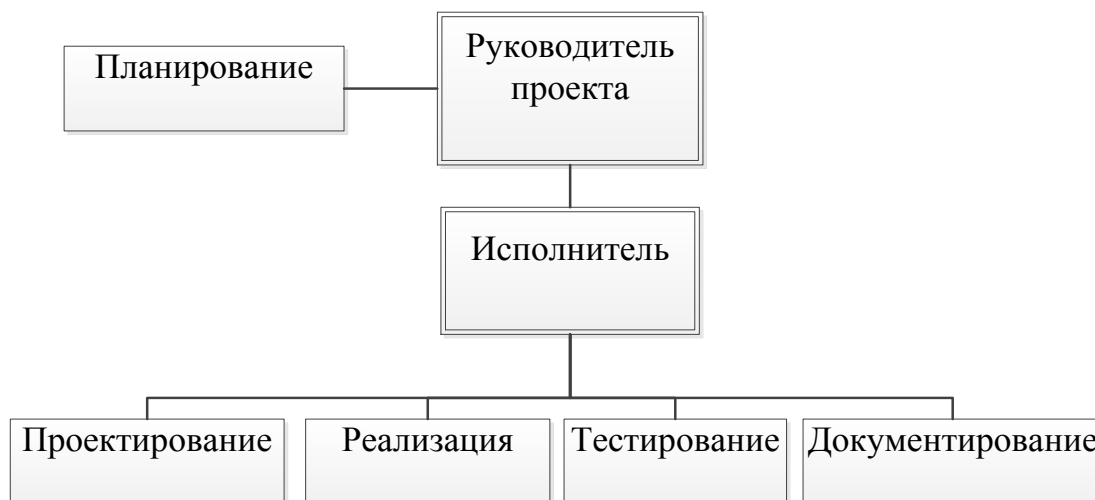 Планирование
Руководитель
проекта
Исполнитель
Проектирование
Реализация
Тестирование
Документирование